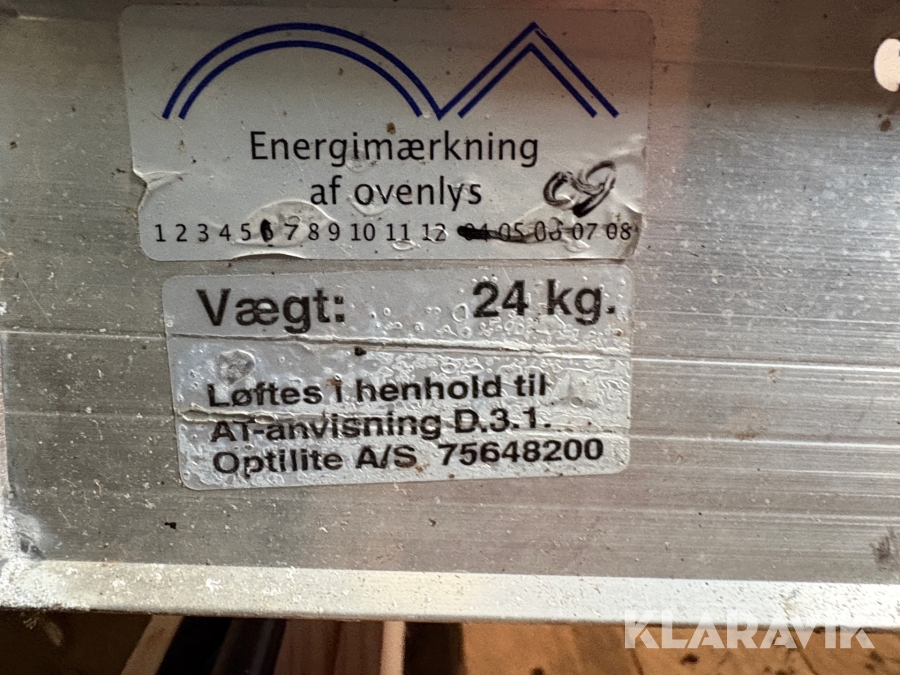 Energimærkning
af ovenlys 09
1 2 3 4 5 6 7 8 9 10 11 12 04 05 06 07 08
Vægt: 24 kg.
Løftes i henhold til
AT-anvisning D.3.1.
Optilite A/S 75648200
KLARAVIK